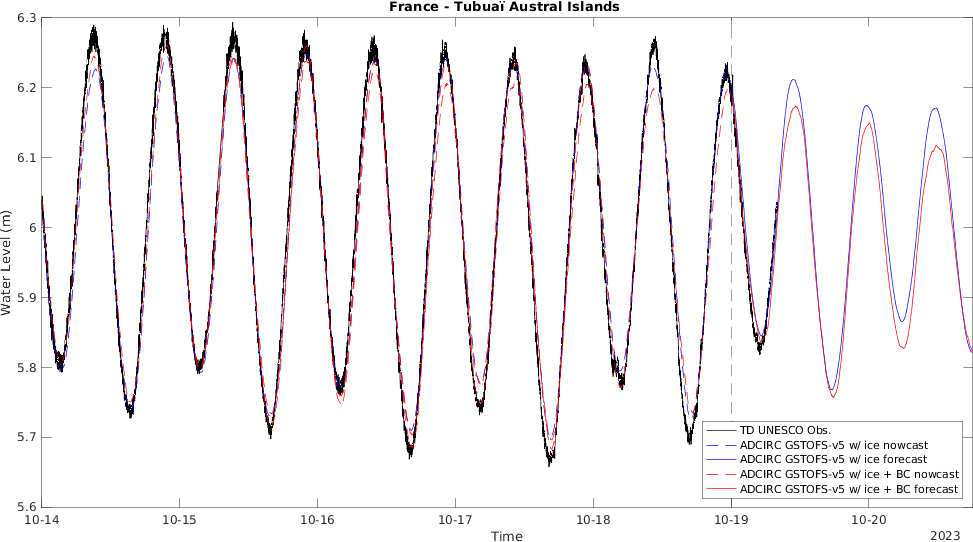 France - Tubuaï Austral Islands
Water Level (m)
6.3
6.2
6.1
6
5.9
5.8
5.7
5.6
10-14
10-15
10-16
10-17
10-18
10-19
10-20
Time
2023
TD UNESCO Obs.
ADCIRC GSTOFS-v5 w/ ice nowcast
ADCIRC GSTOFS-v5 w/ ice forecast
ADCIRC GSTOFS-v5 w/ ice + BC nowcast
ADCIRC GSTOFS-v5 w/ ice + BC forecast